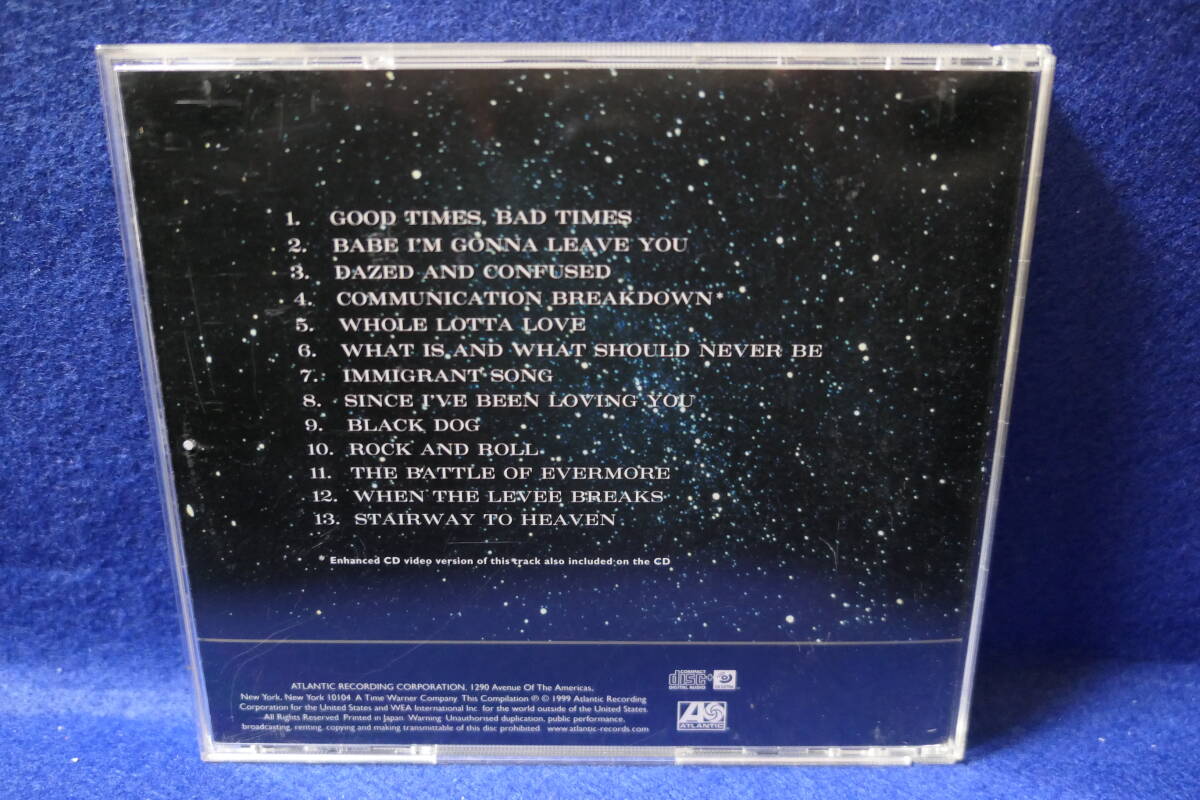 1. GOOD TIMES, BAD TIMES
2. BABE I'M GONNA LEAVE YOU
3. DAZED AND CONFUSED
4. COMMUNICATION BREAKDOWN*
5. WHOLE LOTTA LOVE
6. WHAT IS AND WHAT SHOULD NEVER BE
7. IMMIGRANT SONG
8. SINCE I'VE BEEN LOVING YOU
9. BLACK DOG
10. ROCK AND ROLL
11. THE BATTLE OF EVERMORE
12. WHEN THE LEVEE BREAKS
13. STAIRWAY TO HEAVEN
* Enhanced CD video version of this track also included on the CD
ATLANTIC RECORDING CORPORATION, 1290 Avenue Of The Americas,
New York, New York 10104. A Time Warner Company. This Compilation ℗ © 1999 Atlantic Recording
Corporation for the United States and WEA International Inc. for the world outside of the United States.
All Rights Reserved. Printed in Japan. Warning: Unauthorised duplication, public performance,
broadcasting, renting, copying and making transmittable of this disc prohibited. www.atlantic-records.com
COMPACT
disc
DIGITAL AUDIO
ATLANTIC